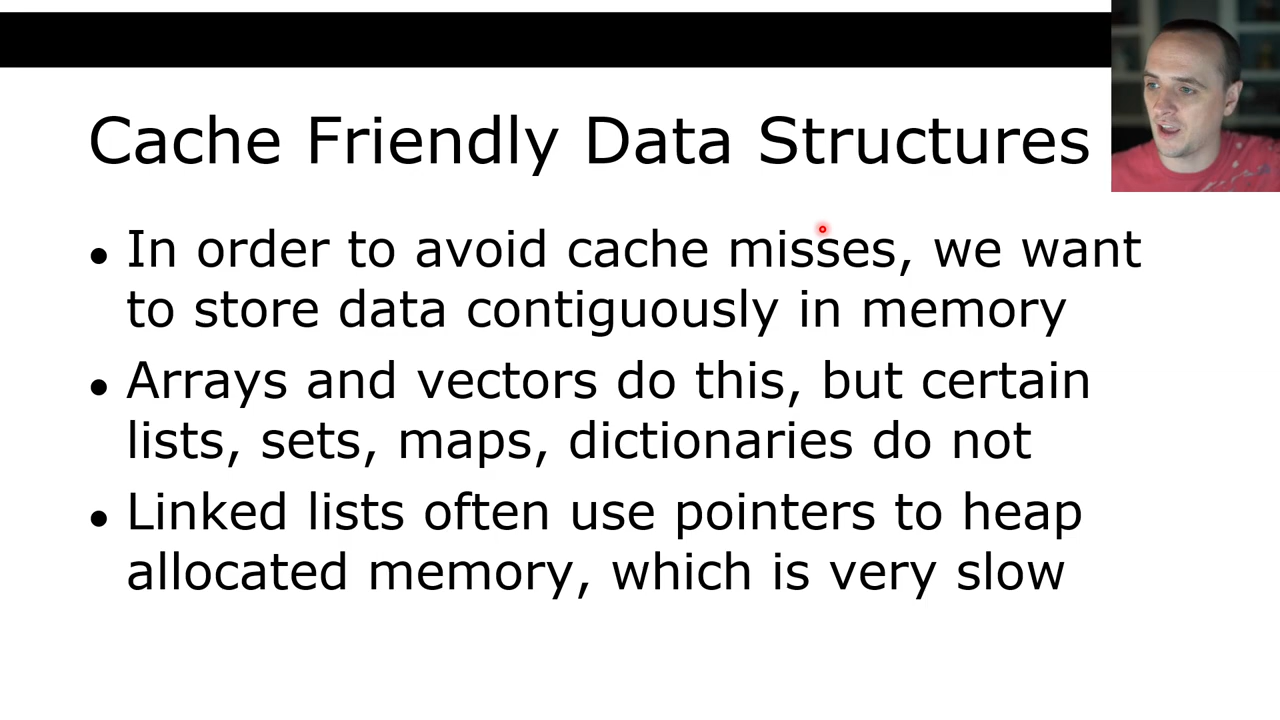 Cache Friendly Data Structures
• In order to avoid cache misses, we want
to store data contiguously in memory
• Arrays and vectors do this, but certain
lists, sets, maps, dictionaries do not
• Linked lists often use pointers to heap
allocated memory, which is very slow